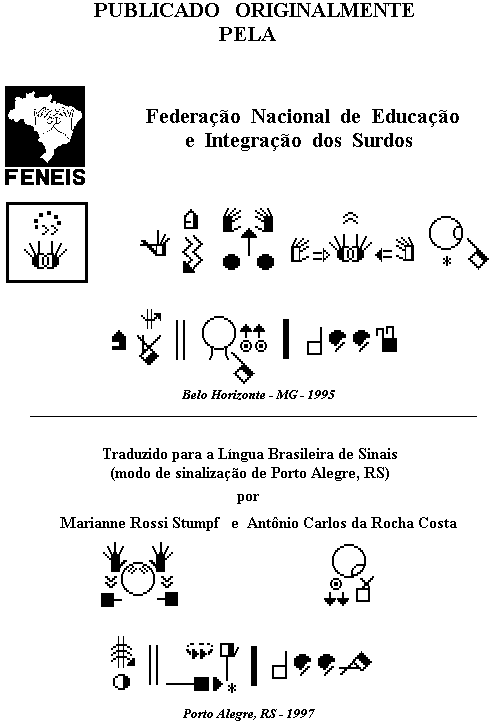 PUBLICADO ORIGINALMENTE
PELA
Federação Nacional de Educação
e Integração dos Surdos
FENEIS
Belo Horizonte - MG - 1995
Traduzido para a Língua Brasileira de Sinais
(modo de sinalização de Porto Alegre, RS)
por
Marianne Rossi Stumpf e Antônio Carlos da Rocha Costa
Porto Alegre, RS - 1997